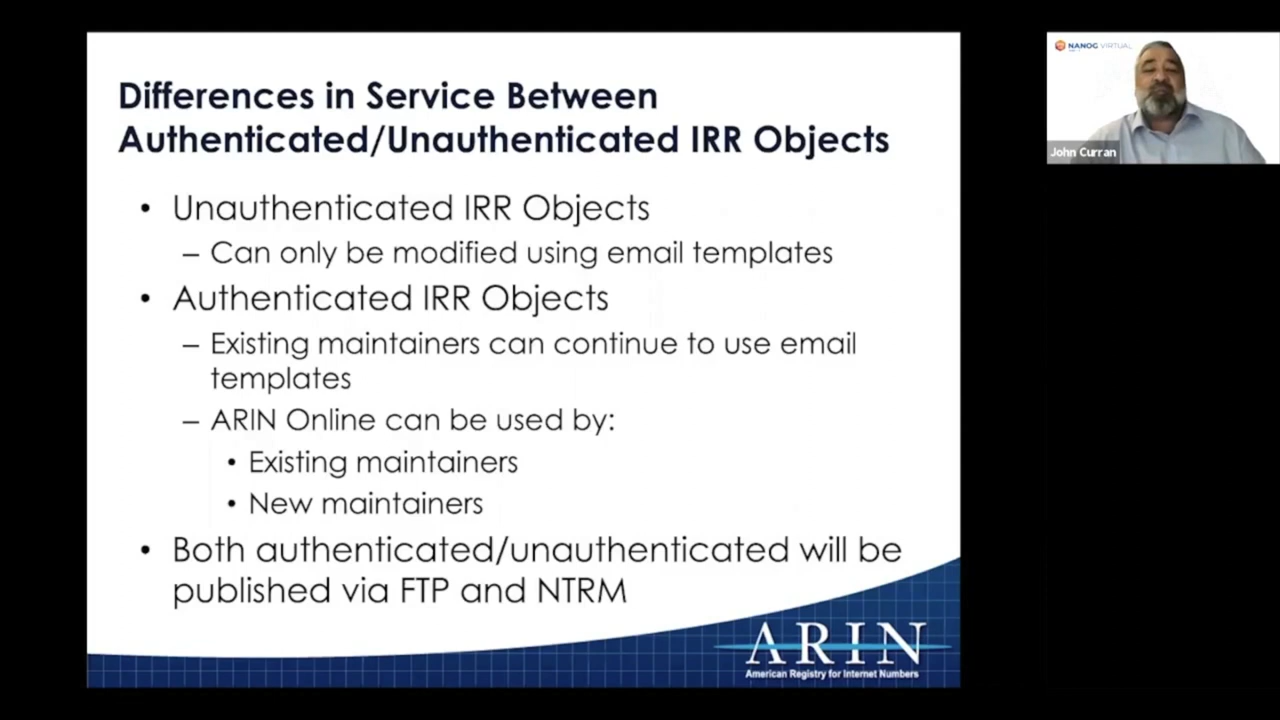 Differences in Service Between
Authenticated/Unauthenticated IRR Objects
• Unauthenticated IRR Objects
– Can only be modified using email templates
• Authenticated IRR Objects
– Existing maintainers can continue to use email
templates
– ARIN Online can be used by:
• Existing maintainers
• New maintainers
• Both authenticated/unauthenticated will be
published via FTP and NTRM
ARIN
American Registry for Internet Numbers
NANOG VIRTUAL
John Curran